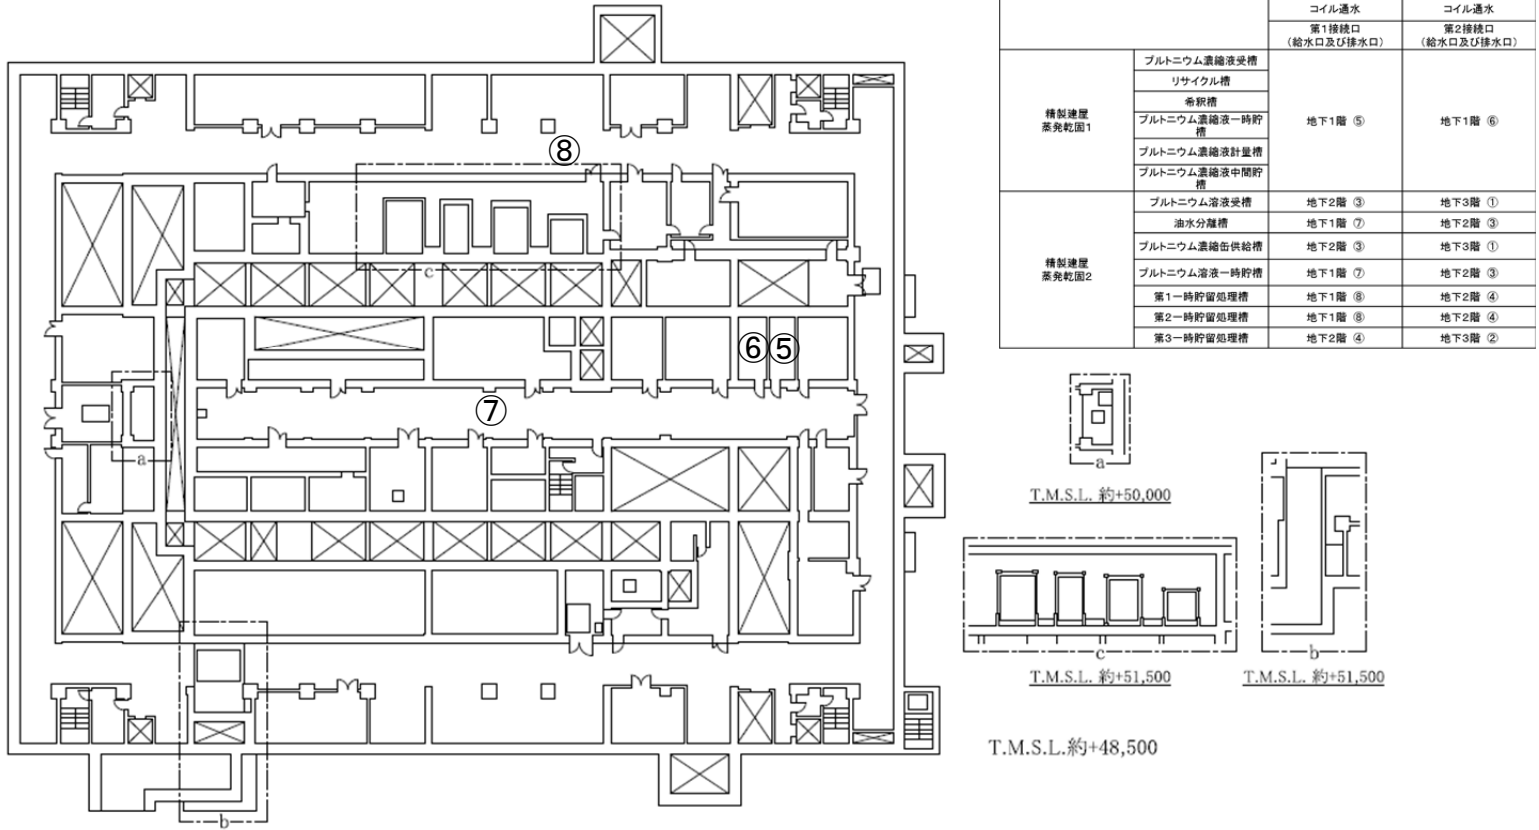 コイル通水
コイル通水
第1接続口
(給水口及び排水口)
第2接続口
(給水口及び排水口)
精製建屋
蒸発乾固1
プルトニウム濃縮液受槽
地下1階 ⑤
地下1階 ⑥
リサイクル槽
希釈槽
プルトニウム濃縮液一時貯
槽
プルトニウム濃縮液計量槽
プルトニウム濃縮液中間貯
槽
精製建屋
蒸発乾固2
プルトニウム溶液受槽
地下2階 ③
地下3階 ①
油水分離槽
地下1階 ⑦
地下2階 ③
プルトニウム濃縮缶供給槽
地下2階 ③
地下3階 ①
プルトニウム溶液一時貯槽
地下1階 ⑦
地下2階 ③
第1一時貯留処理槽
地下1階 ⑧
地下2階 ④
第2一時貯留処理槽
地下1階 ⑧
地下2階 ④
第3一時貯留処理槽
地下2階 ④
地下3階 ②
⑧
c
⑥
⑤
⑦
a
b
a
T.M.S.L. 約+50,000
c
T.M.S.L. 約+51,500
b
T.M.S.L. 約+51,500
T.M.S.L.約+48,500